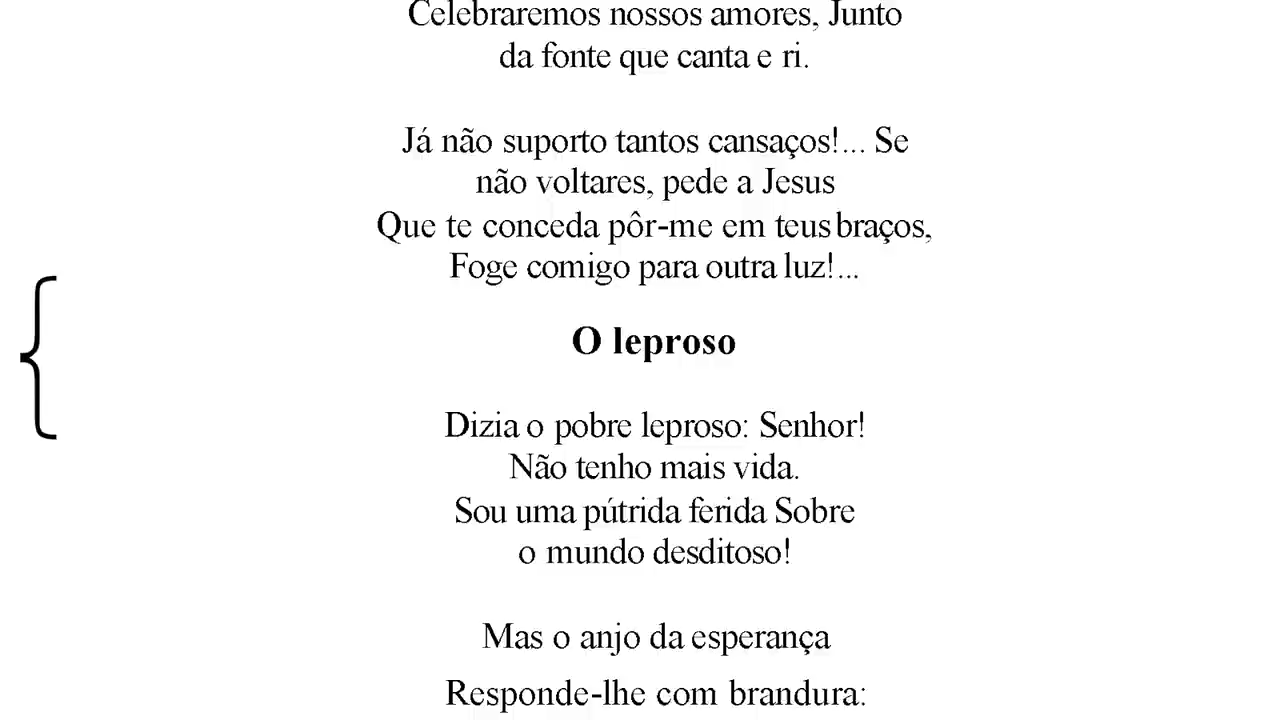 Celebraremos nossos amores, Junto
da fonte que canta e ri.
Já não suporto tantos cansaços!... Se
não voltares, pede a Jesus
Que te conceda pôr-me em teus braços,
Foge comigo para outra luz!...
O leproso
Dizia o pobre leproso: Senhor!
Não tenho mais vida.
Sou uma pútrida ferida Sobre
o mundo desditoso!
Mas o anjo da esperança
Responde-lhe com brandura: